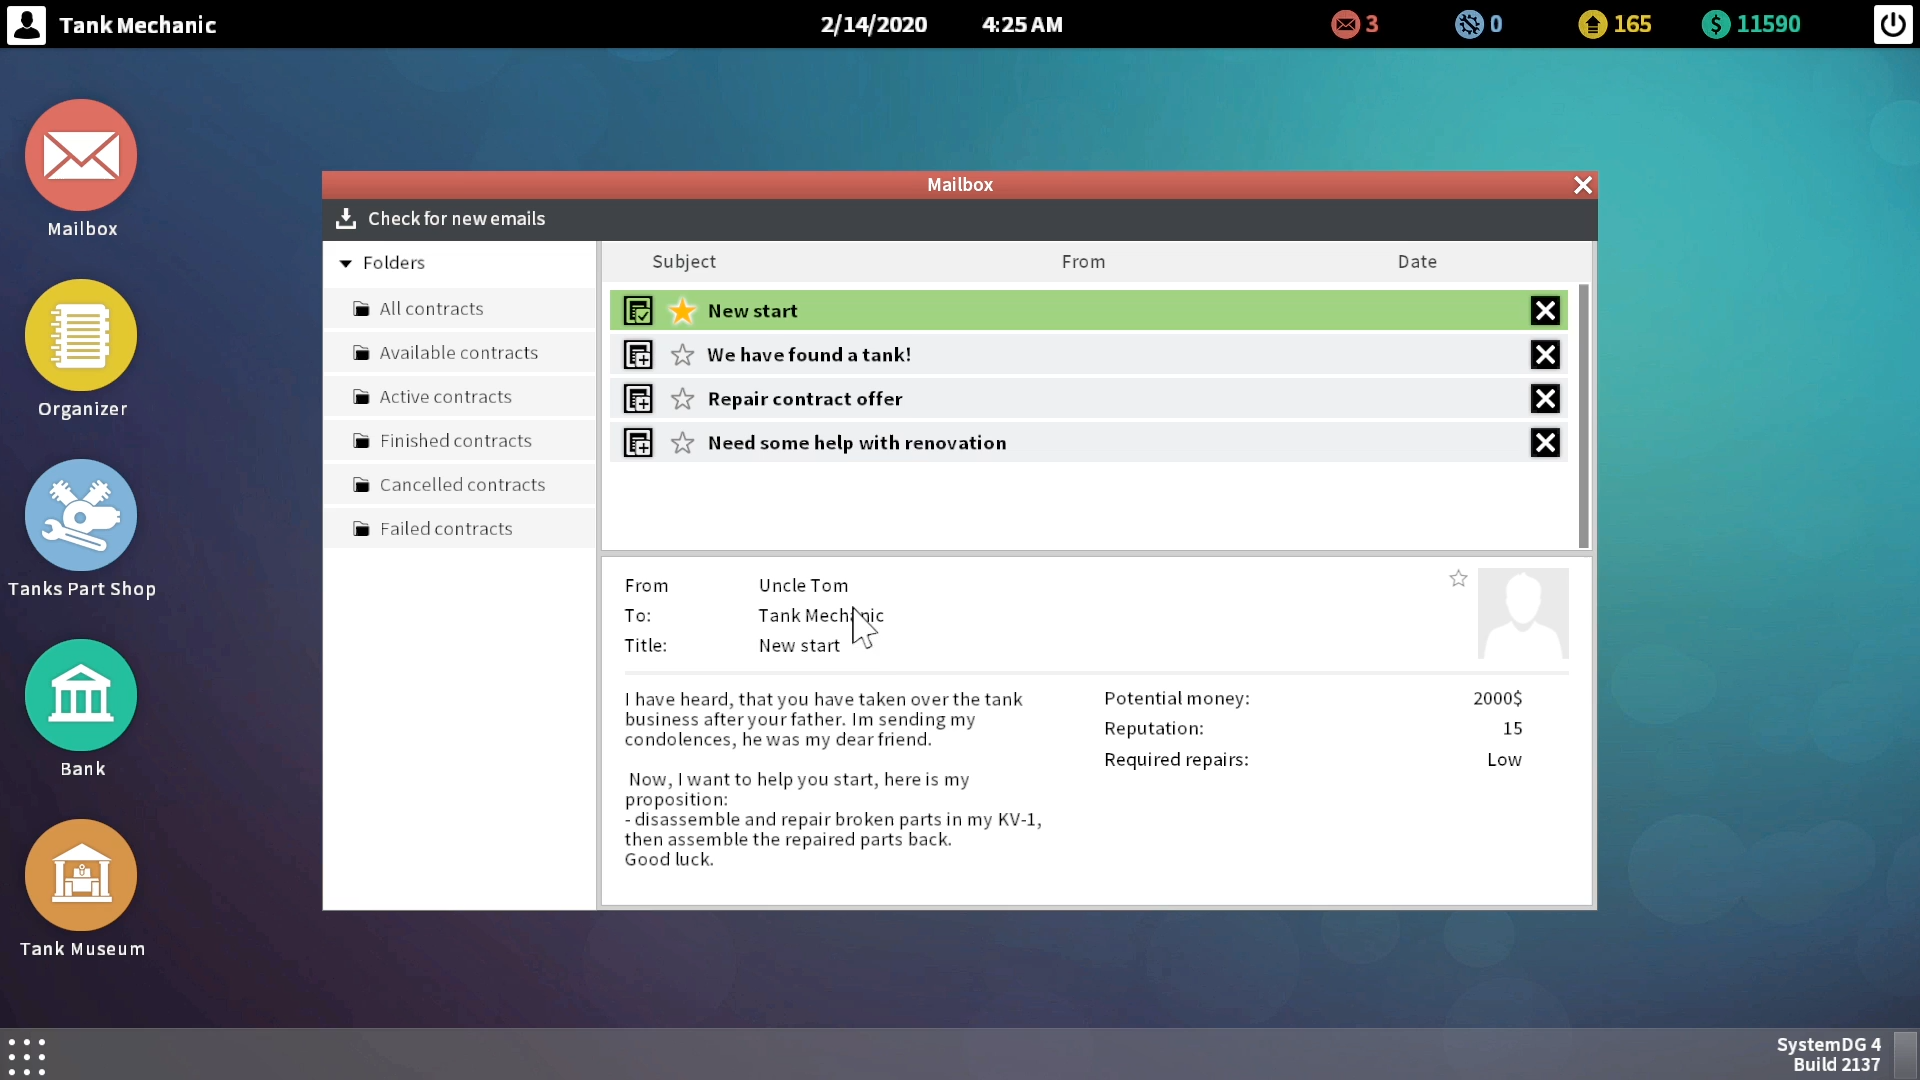 Tank Mechanic
2/14/2020 4:25 AM
3 0 165 11590
Mailbox
Organizer
Tanks Part Shop
Bank
Tank Museum
Mailbox
Check for new emails
Folders
All contracts
Available contracts
Active contracts
Finished contracts
Cancelled contracts
Failed contracts
Subject From Date
New start
We have found a tank!
Repair contract offer
Need some help with renovation
From Uncle Tom
To: Tank Mechanic
Title: New start
I have heard, that you have taken over the tank
business after your father. Im sending my
condolences, he was my dear friend.
Now, I want to help you start, here is my
proposition:
- disassemble and repair broken parts in my KV-1,
then assemble the repaired parts back.
Good luck.
Potential money: 2000$
Reputation: 15
Required repairs: Low
SystemDG 4
Build 2137